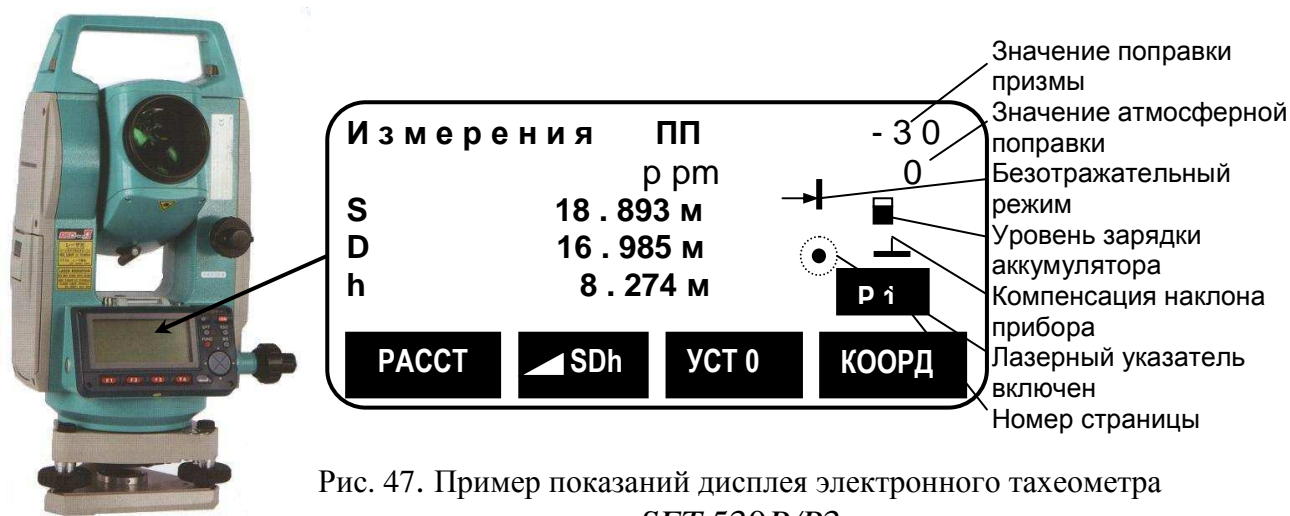 Измерения ПП -30
ppm 0
S 18.893 м
D 16.985 м
h 8.274 м
P 1
РАССТ SDh УСТ 0 КООРД
Значение поправки
призмы
Значение атмосферной
поправки
Безотражательный
режим
Уровень зарядки
аккумулятора
Компенсация наклона
прибора
Лазерный указатель
включен
Номер страницы
Рис. 47. Пример показаний дисплея электронного тахеометра